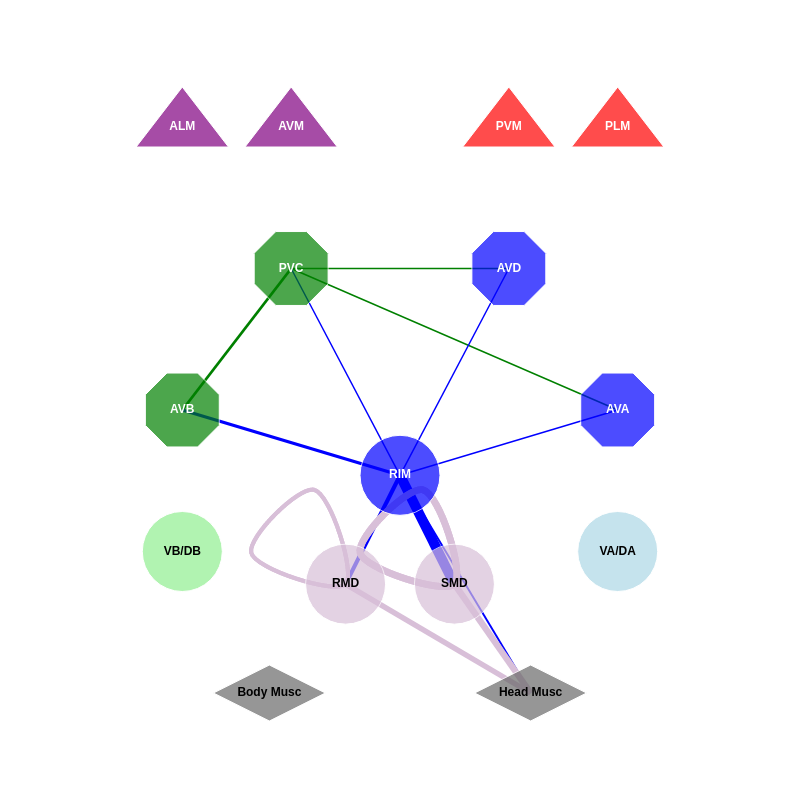 ALM
AVM
PVM
PLM
PVC
AVD
AVB
AVA
RIM
VB/DB
VA/DA
RMD
SMD
Body Musc
Head Musc